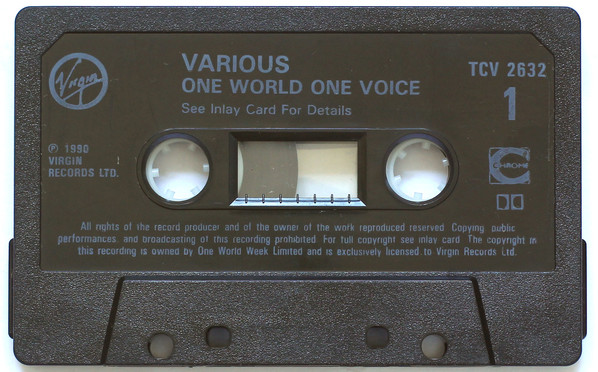 Virgin
VARIOUS
ONE WORLD ONE VOICE
See Inlay Card For Details
TCV 2632
1
℗ 1990
VIRGIN
RECORDS LTD.
CHROME
All rights of the record producer and of the owner of the work reproduced reserved. Copying, public
performances, and broadcasting of this recording prohibited. For full copyright see inlay card. The copyright in
this recording is owned by One World Week Limited and is exclusively licensed to Virgin Records Ltd.